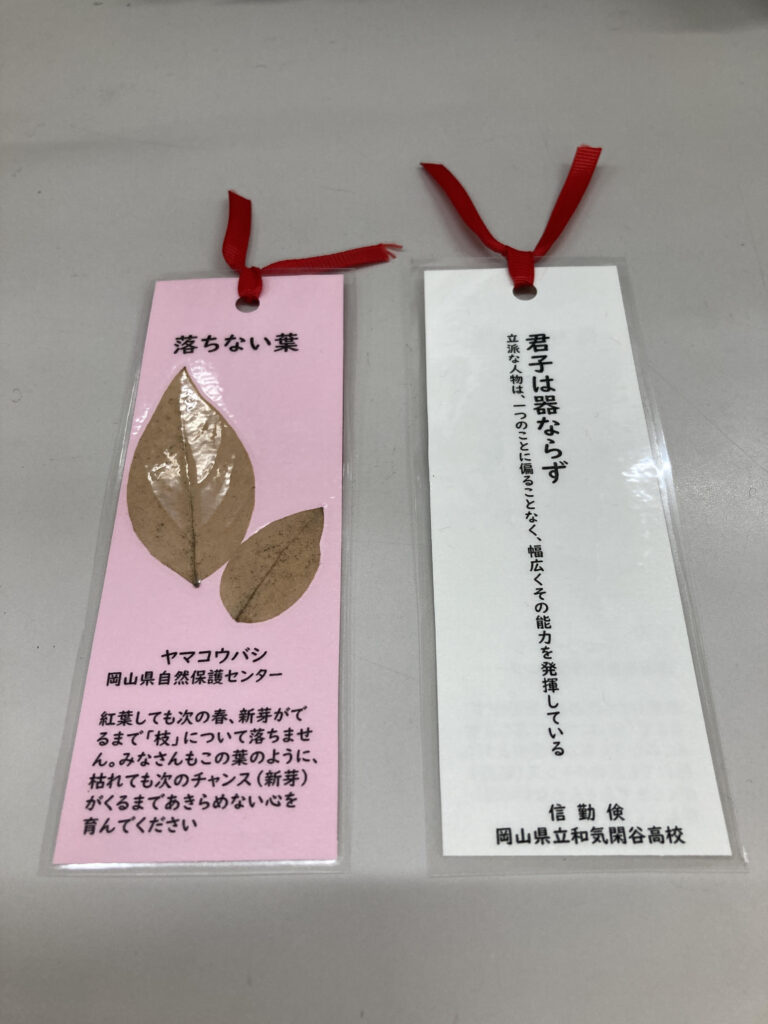 落ちない葉
ヤマコウバシ
岡山県自然保護センター
紅葉しても次の春、新芽がで
るまで「枝」について落ちませ
ん。みなさんもこの葉のように、
枯れても次のチャンス（新芽）
がくるまであきらめない心を
育んでください
君子は器ならず
立派な人物は、一つのことに偏ることなく、幅広くその能力を発揮している
信 勤 倹
岡山県立和気閑谷高校